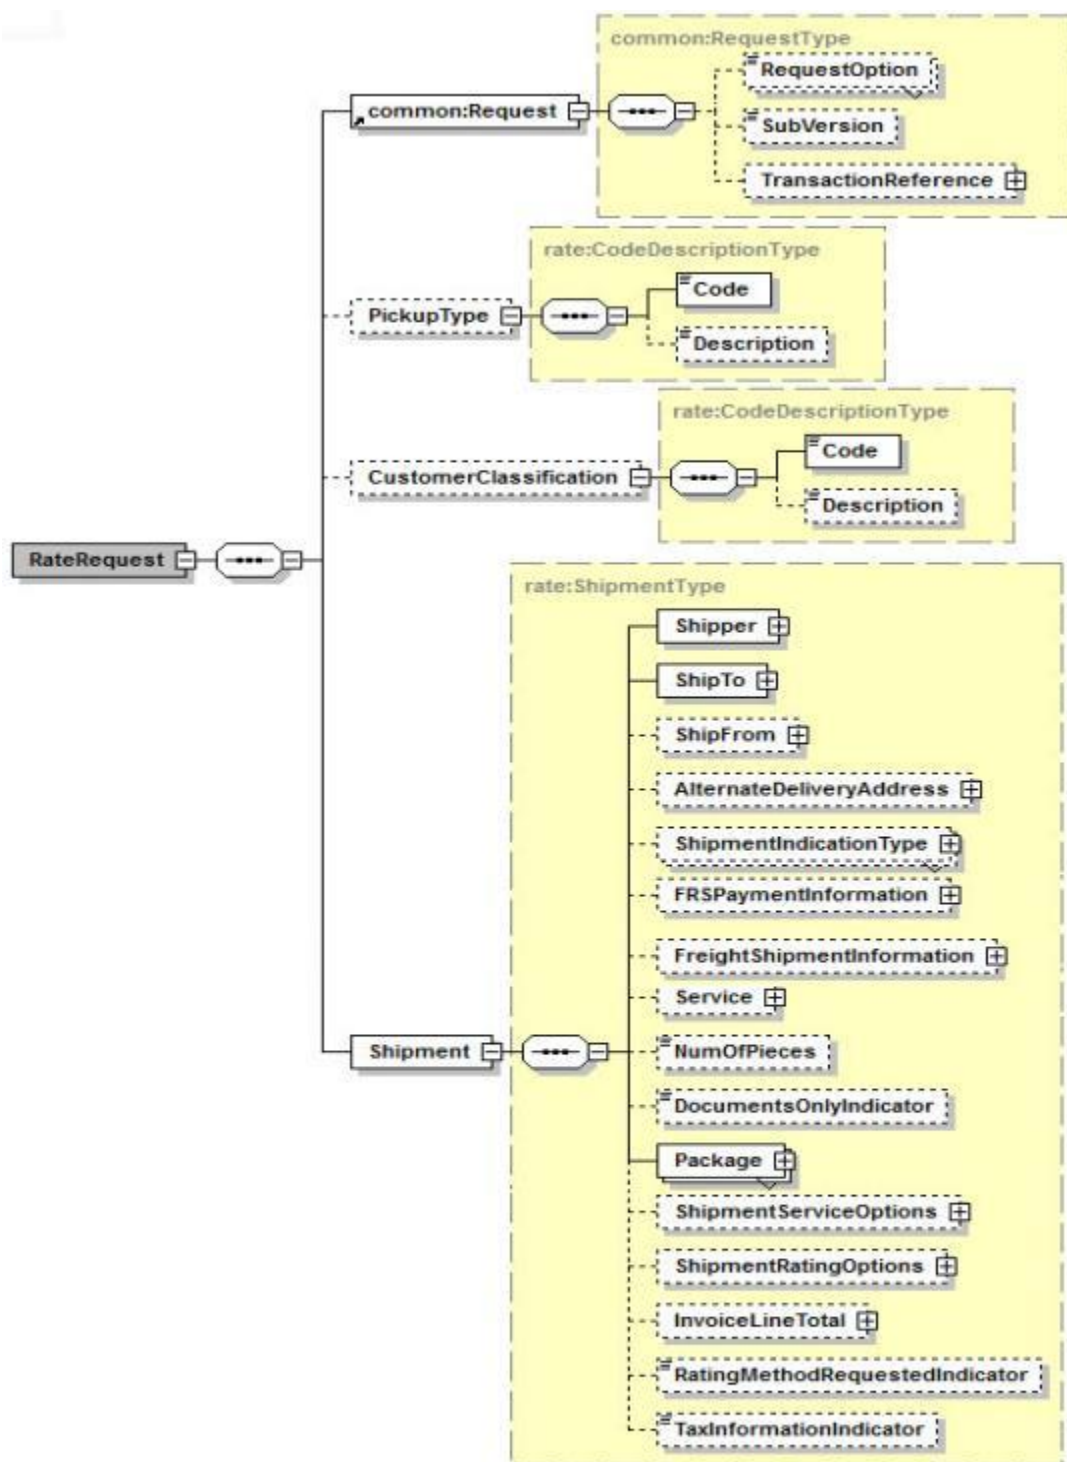 common:RequestType
RequestOption
common:Request
SubVersion
TransactionReference
rate:CodeDescriptionType
Code
PickupType
Description
rate:CodeDescriptionType
Code
CustomerClassification
Description
RateRequest
rate:ShipmentType
Shipper
ShipTo
ShipFrom
AlternateDeliveryAddress
ShipmentIndicationType
FRSPaymentInformation
FreightShipmentInformation
Service
Shipment
NumOfPieces
DocumentsOnlyIndicator
Package
ShipmentServiceOptions
ShipmentRatingOptions
InvoiceLineTotal
RatingMethodRequestedIndicator
TaxInformationIndicator